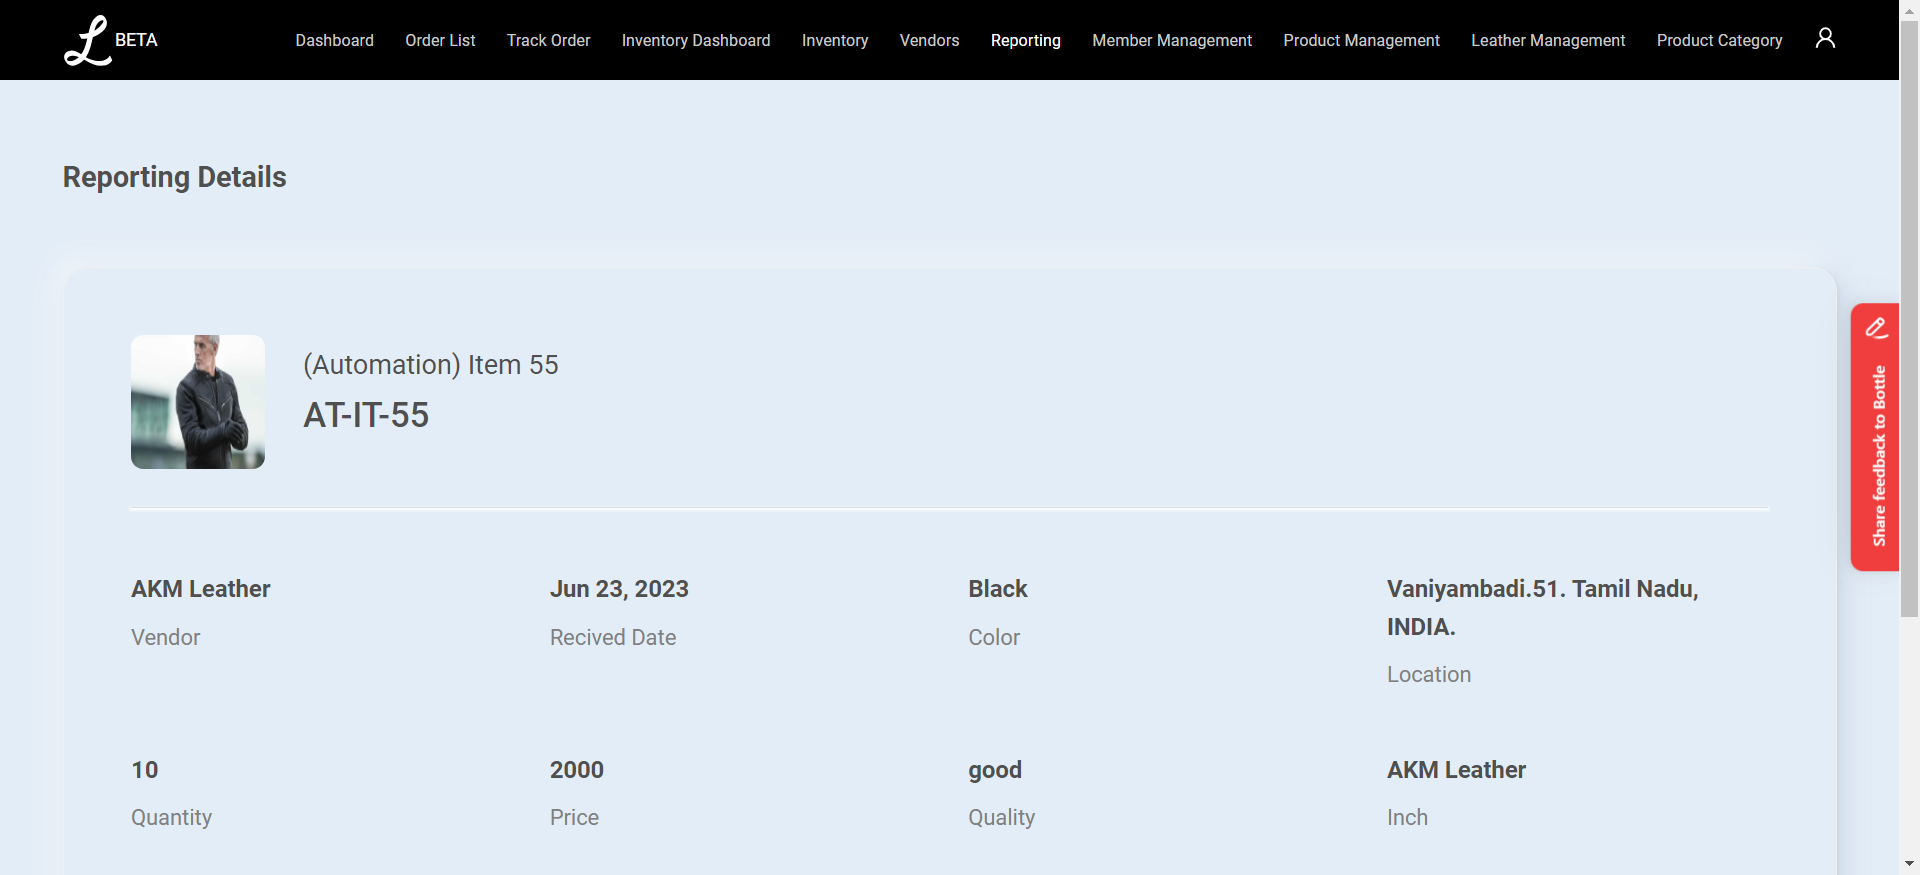 L BETA
Dashboard Order List Track Order Inventory Dashboard Inventory Vendors Reporting Member Management Product Management Leather Management Product Category
Reporting Details
(Automation) Item 55
AT-IT-55
AKM Leather
Vendor
Jun 23, 2023
Recived Date
Black
Color
Vaniyambadi.51. Tamil Nadu,
INDIA.
Location
10
Quantity
2000
Price
good
Quality
AKM Leather
Inch
Share feedback to Bottle